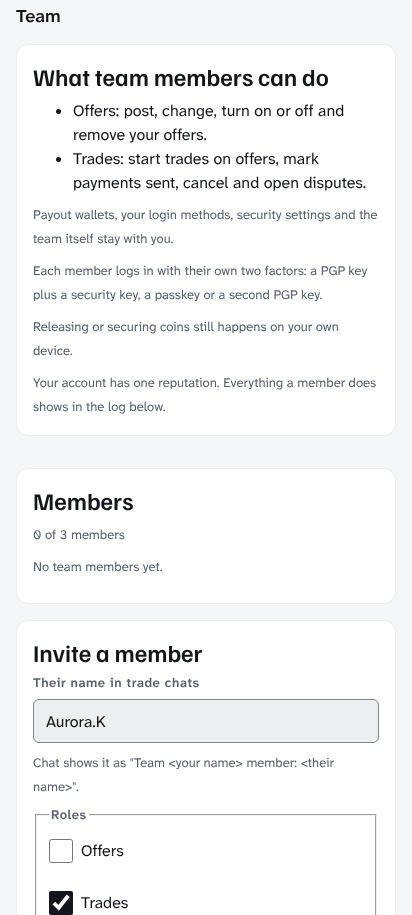 Team
What team members can do
• Offers: post, change, turn on or off and
remove your offers.
• Trades: start trades on offers, mark
payments sent, cancel and open disputes.
Payout wallets, your login methods, security settings and the
team itself stay with you.
Each member logs in with their own two factors: a PGP key
plus a security key, a passkey or a second PGP key.
Releasing or securing coins still happens on your own
device.
Your account has one reputation. Everything a member does
shows in the log below.
Members
0 of 3 members
No team members yet.
Invite a member
Their name in trade chats
Aurora.K
Chat shows it as "Team <your name> member: <their
name>".
Roles
Offers
Trades